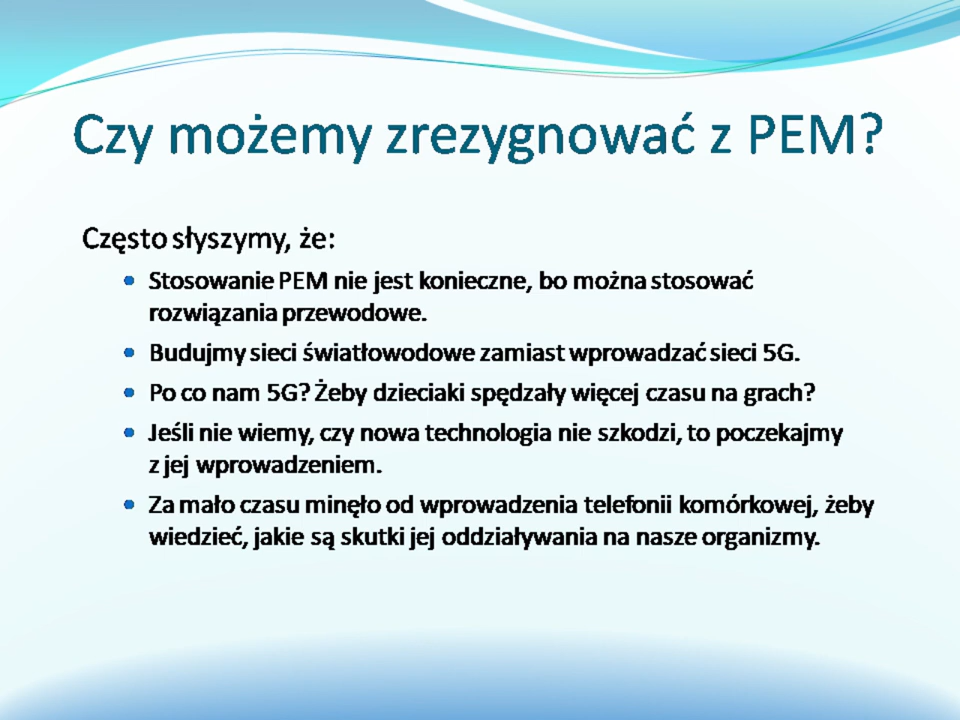 Czy możemy zrezygnować z PEM?
Często słyszymy, że:
Stosowanie PEM nie jest konieczne, bo można stosować
rozwiązania przewodowe.
Budujmy sieci światłowodowe zamiast wprowadzać sieci 5G.
Po co nam 5G? Żeby dzieciaki spędzały więcej czasu na grach?
Jeśli nie wiemy, czy nowa technologia nie szkodzi, to poczekajmy
z jej wprowadzeniem.
Za mało czasu minęło od wprowadzenia telefonii komórkowej, żeby
wiedzieć, jakie są skutki jej oddziaływania na nasze organizmy.